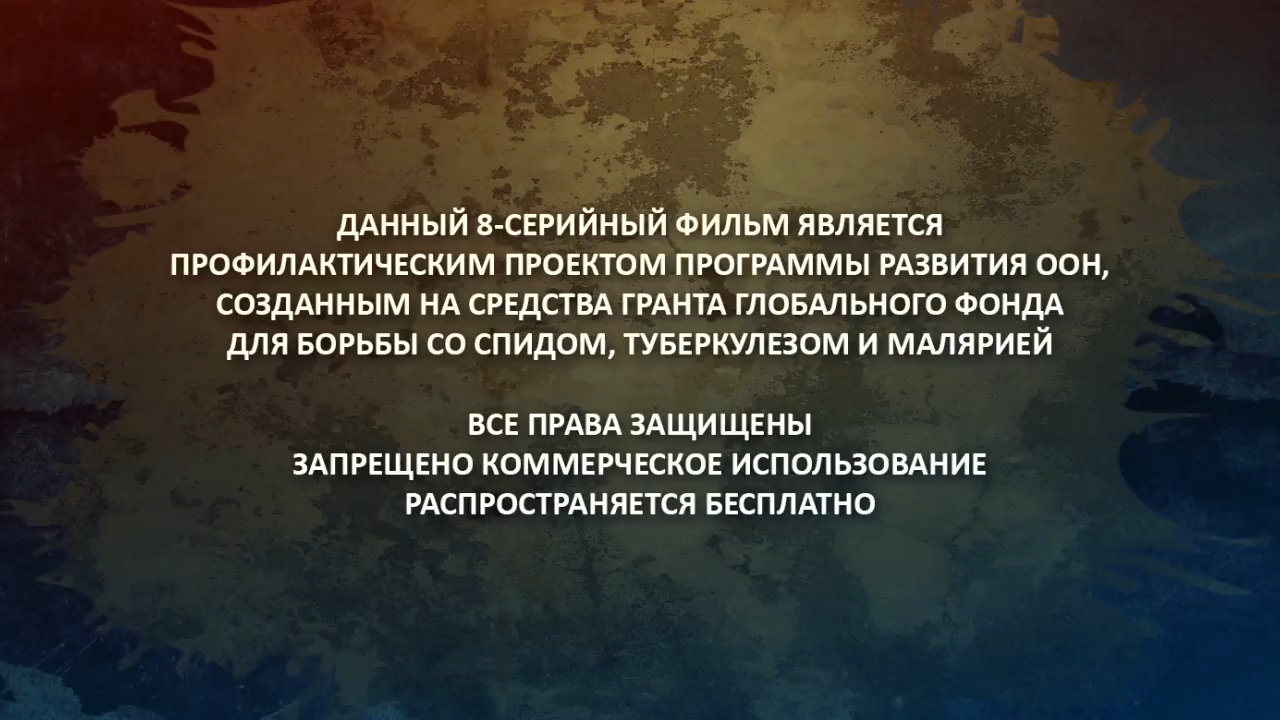 ДАННЫЙ 8-СЕРИЙНЫЙ ФИЛЬМ ЯВЛЯЕТСЯ
ПРОФИЛАКТИЧЕСКИМ ПРОЕКТОМ ПРОГРАММЫ РАЗВИТИЯ ООН,
СОЗДАННЫМ НА СРЕДСТВА ГРАНТА ГЛОБАЛЬНОГО ФОНДА
ДЛЯ БОРЬБЫ СО СПИДОМ, ТУБЕРКУЛЕЗОМ И МАЛЯРИЕЙ
ВСЕ ПРАВА ЗАЩИЩЕНЫ
ЗАПРЕЩЕНО КОММЕРЧЕСКОЕ ИСПОЛЬЗОВАНИЕ
РАСПРОСТРАНЯЕТСЯ БЕСПЛАТНО